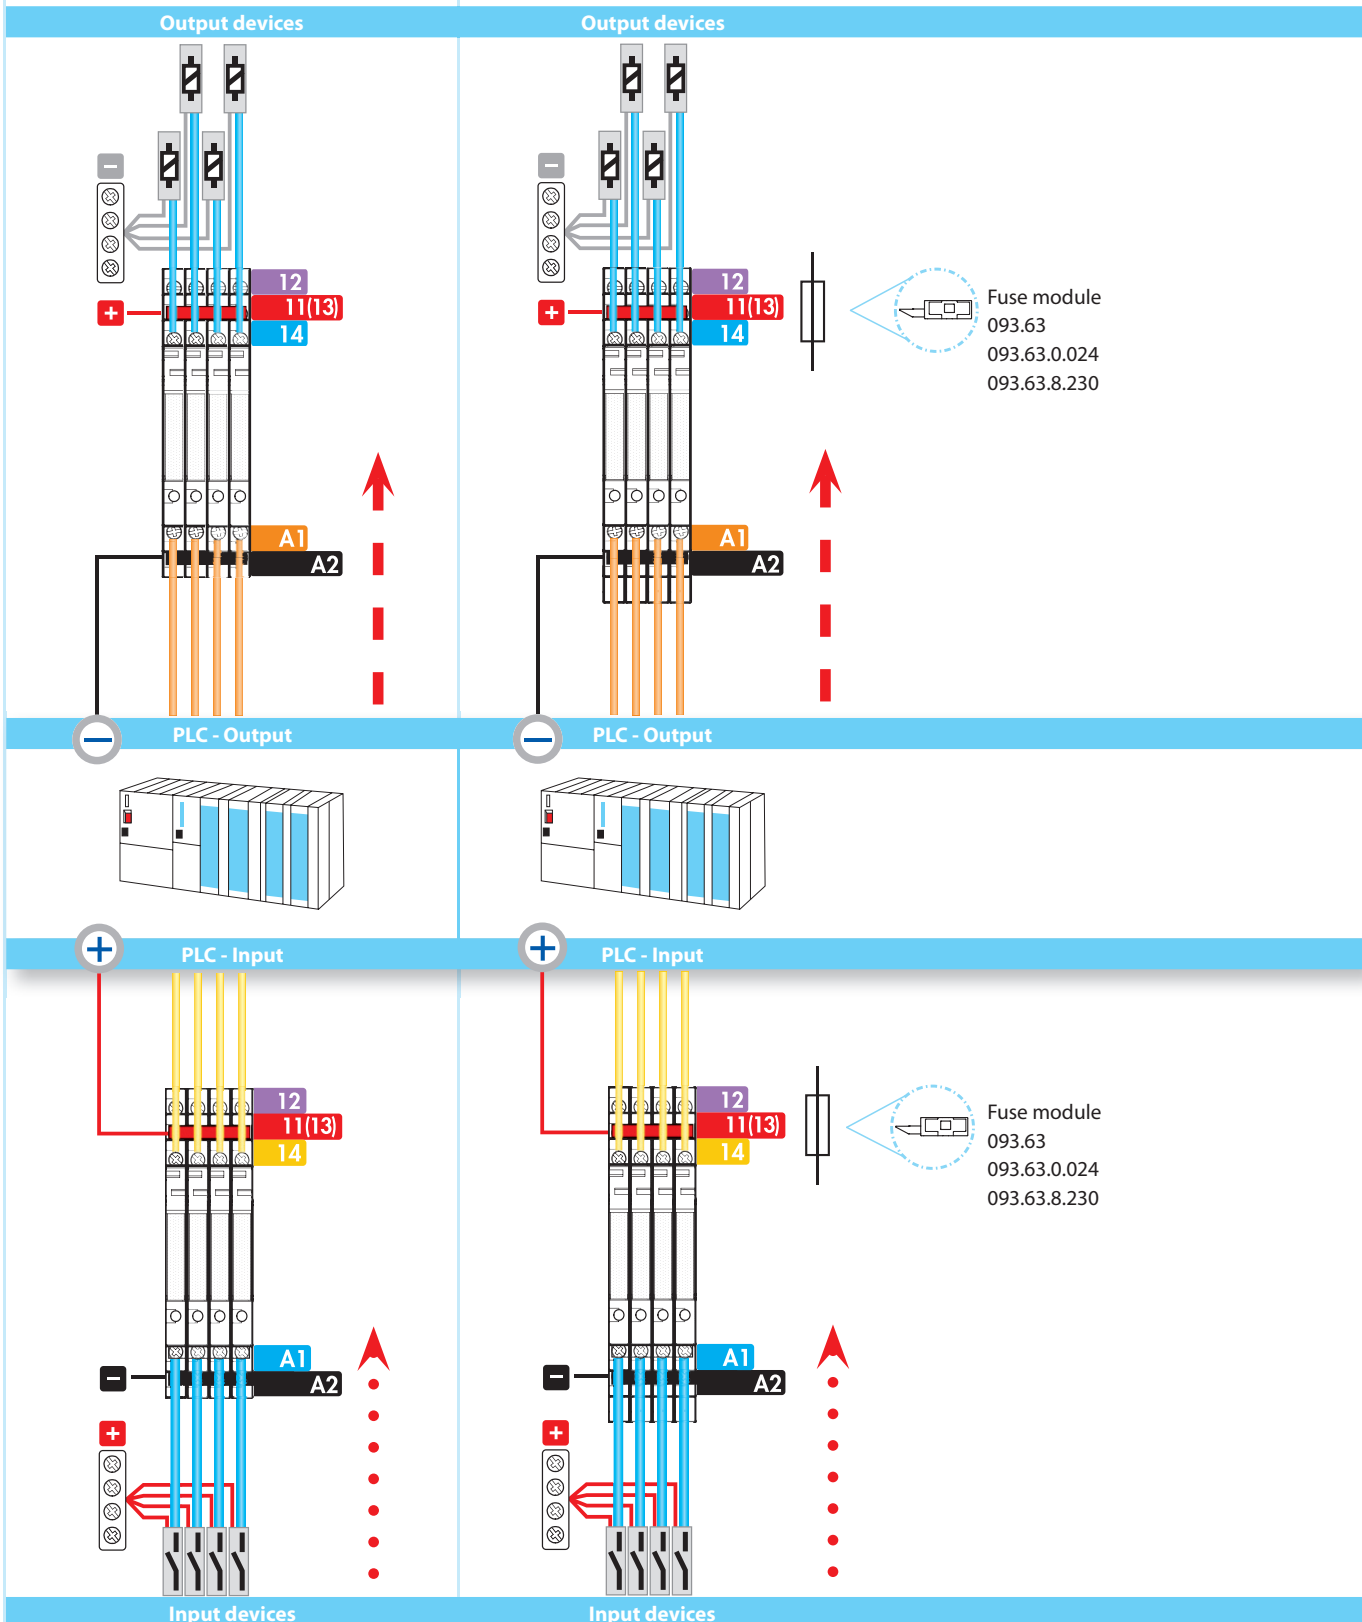 Output devices
Output devices
−
−
12
12
+
11(13)
+
11(13)
14
14
Fuse module
093.63
093.63.0.024
093.63.8.230
A1
A1
A2
A2
−
PLC - Output
−
PLC - Output
+
PLC - Input
+
PLC - Input
12
12
11(13)
11(13)
14
14
Fuse module
093.63
093.63.0.024
093.63.8.230
A1
A1
−
A2
−
A2
+
+
Input devices
Input devices